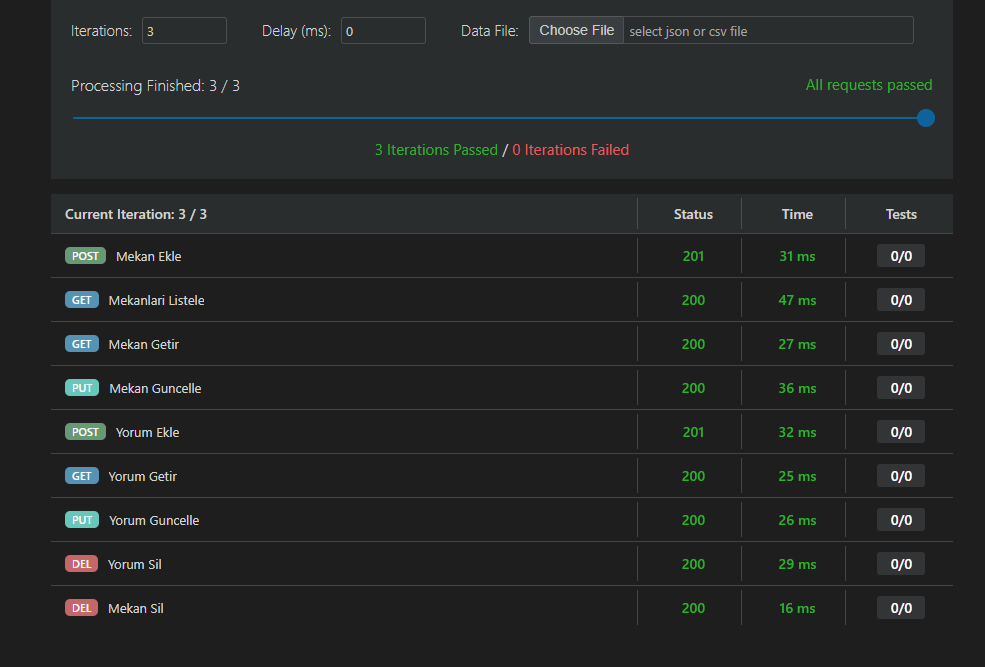 Iterations: 3 Delay (ms): 0 Data File: Choose File select json or csv file
Processing Finished: 3 / 3 All requests passed
3 Iterations Passed / 0 Iterations Failed
Current Iteration: 3 / 3 Status Time Tests
POST Mekan Ekle 201 31 ms 0/0
GET Mekanlari Listele 200 47 ms 0/0
GET Mekan Getir 200 27 ms 0/0
PUT Mekan Guncelle 200 36 ms 0/0
POST Yorum Ekle 201 32 ms 0/0
GET Yorum Getir 200 25 ms 0/0
PUT Yorum Guncelle 200 26 ms 0/0
DEL Yorum Sil 200 29 ms 0/0
DEL Mekan Sil 200 16 ms 0/0